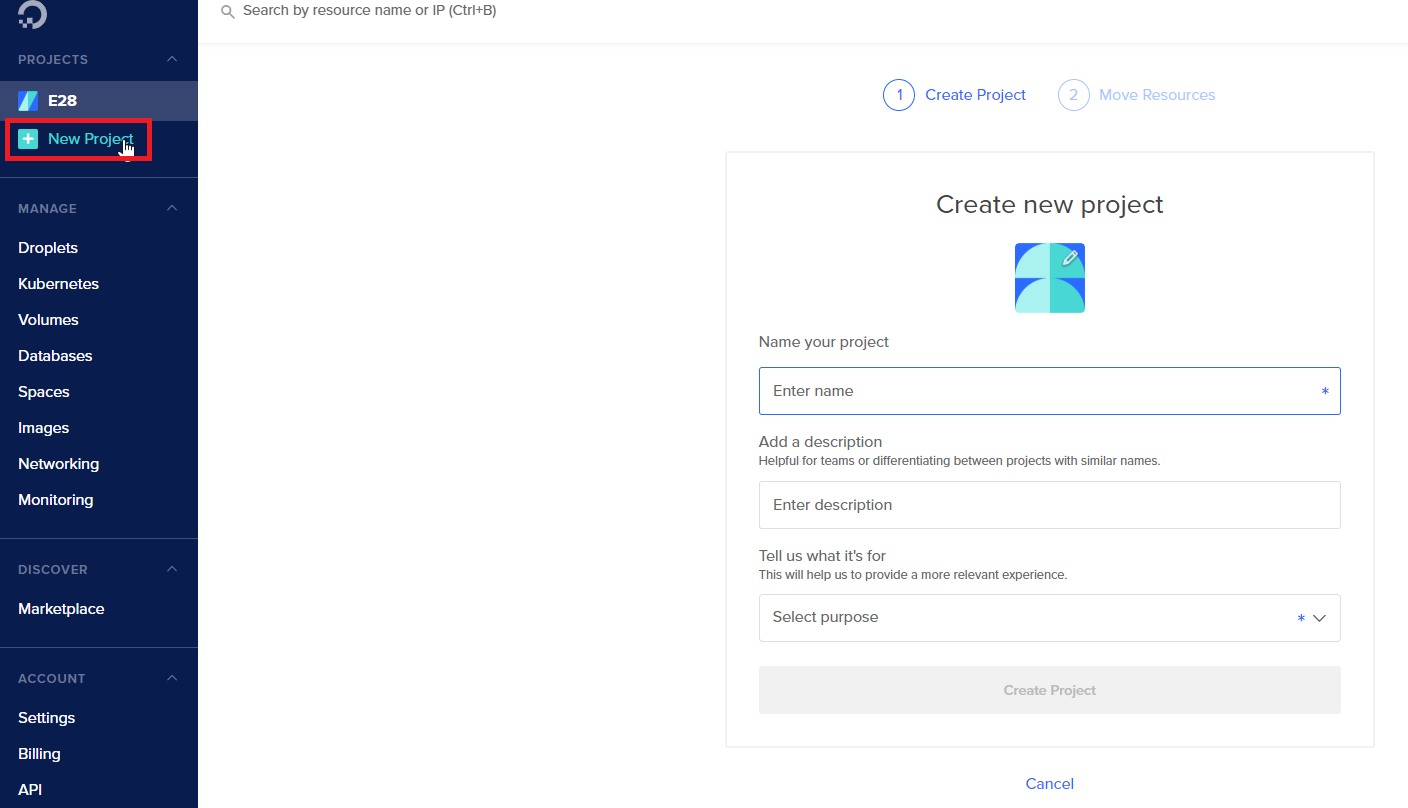 Search by resource name or IP (Ctrl+B)
PROJECTS
E28
New Project
MANAGE
Droplets
Kubernetes
Volumes
Databases
Spaces
Images
Networking
Monitoring
DISCOVER
Marketplace
ACCOUNT
Settings
Billing
API
1 Create Project
2 Move Resources
Create new project
Name your project
Enter name *
Add a description
Helpful for teams or differentiating between projects with similar names.
Enter description
Tell us what it's for
This will help us to provide a more relevant experience.
Select purpose *
Create Project
Cancel